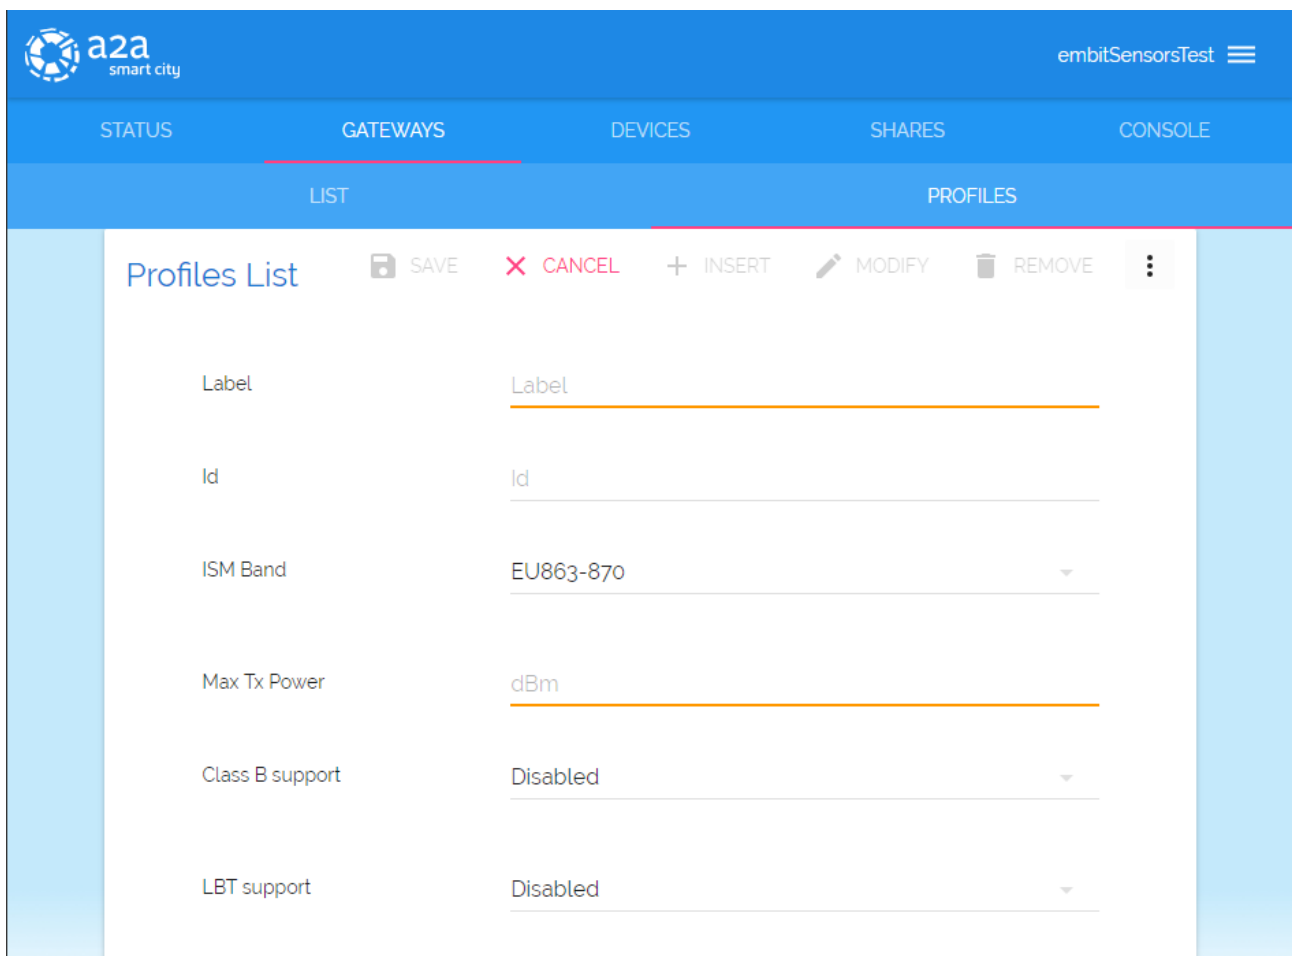 a2a
smart city
embitSensorsTest
STATUS GATEWAYS DEVICES SHARES CONSOLE
LIST PROFILES
Profiles List SAVE CANCEL INSERT MODIFY REMOVE
Label Label
Id Id
ISM Band EU863-870
Max Tx Power dBm
Class B support Disabled
LBT support Disabled